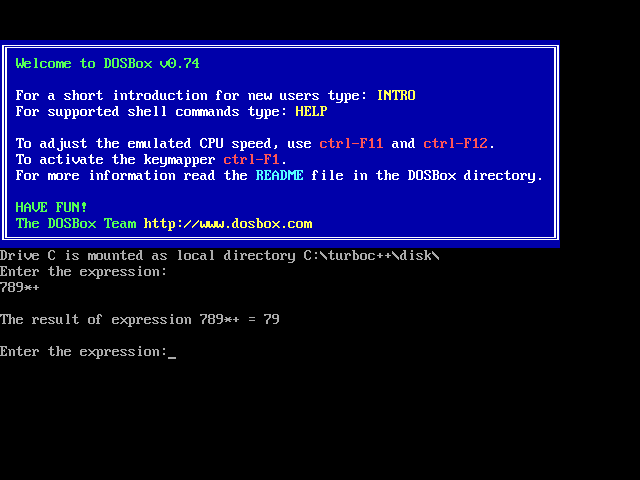 Welcome to DOSBox v0.74
For a short introduction for new users type: INTRO
For supported shell commands type: HELP
To adjust the emulated CPU speed, use ctrl-F11 and ctrl-F12.
To activate the keymapper ctrl-F1.
For more information read the README file in the DOSBox directory.
HAVE FUN!
The DOSBox Team http://www.dosbox.com
Drive C is mounted as local directory C:\turboc++\disk\
Enter the expression:
789*+
The result of expression 789*+ = 79
Enter the expression:_